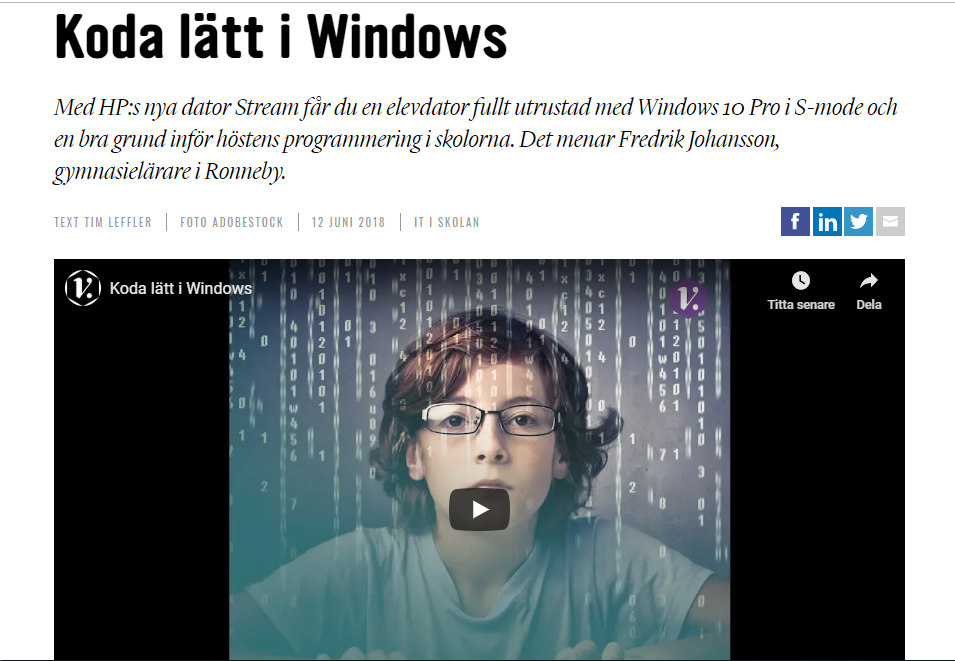 Koda lätt i Windows
Med HP:s nya dator Stream får du en elevdator fullt utrustad med Windows 10 Pro i S-mode och
en bra grund inför höstens programmering i skolorna. Det menar Fredrik Johansson,
gymnasielärare i Ronneby.
TEXT TIM LEFFLER | FOTO ADOBESTOCK | 12 JUNI 2018 | IT I SKOLAN
Koda lätt i Windows
Titta senare
Dela